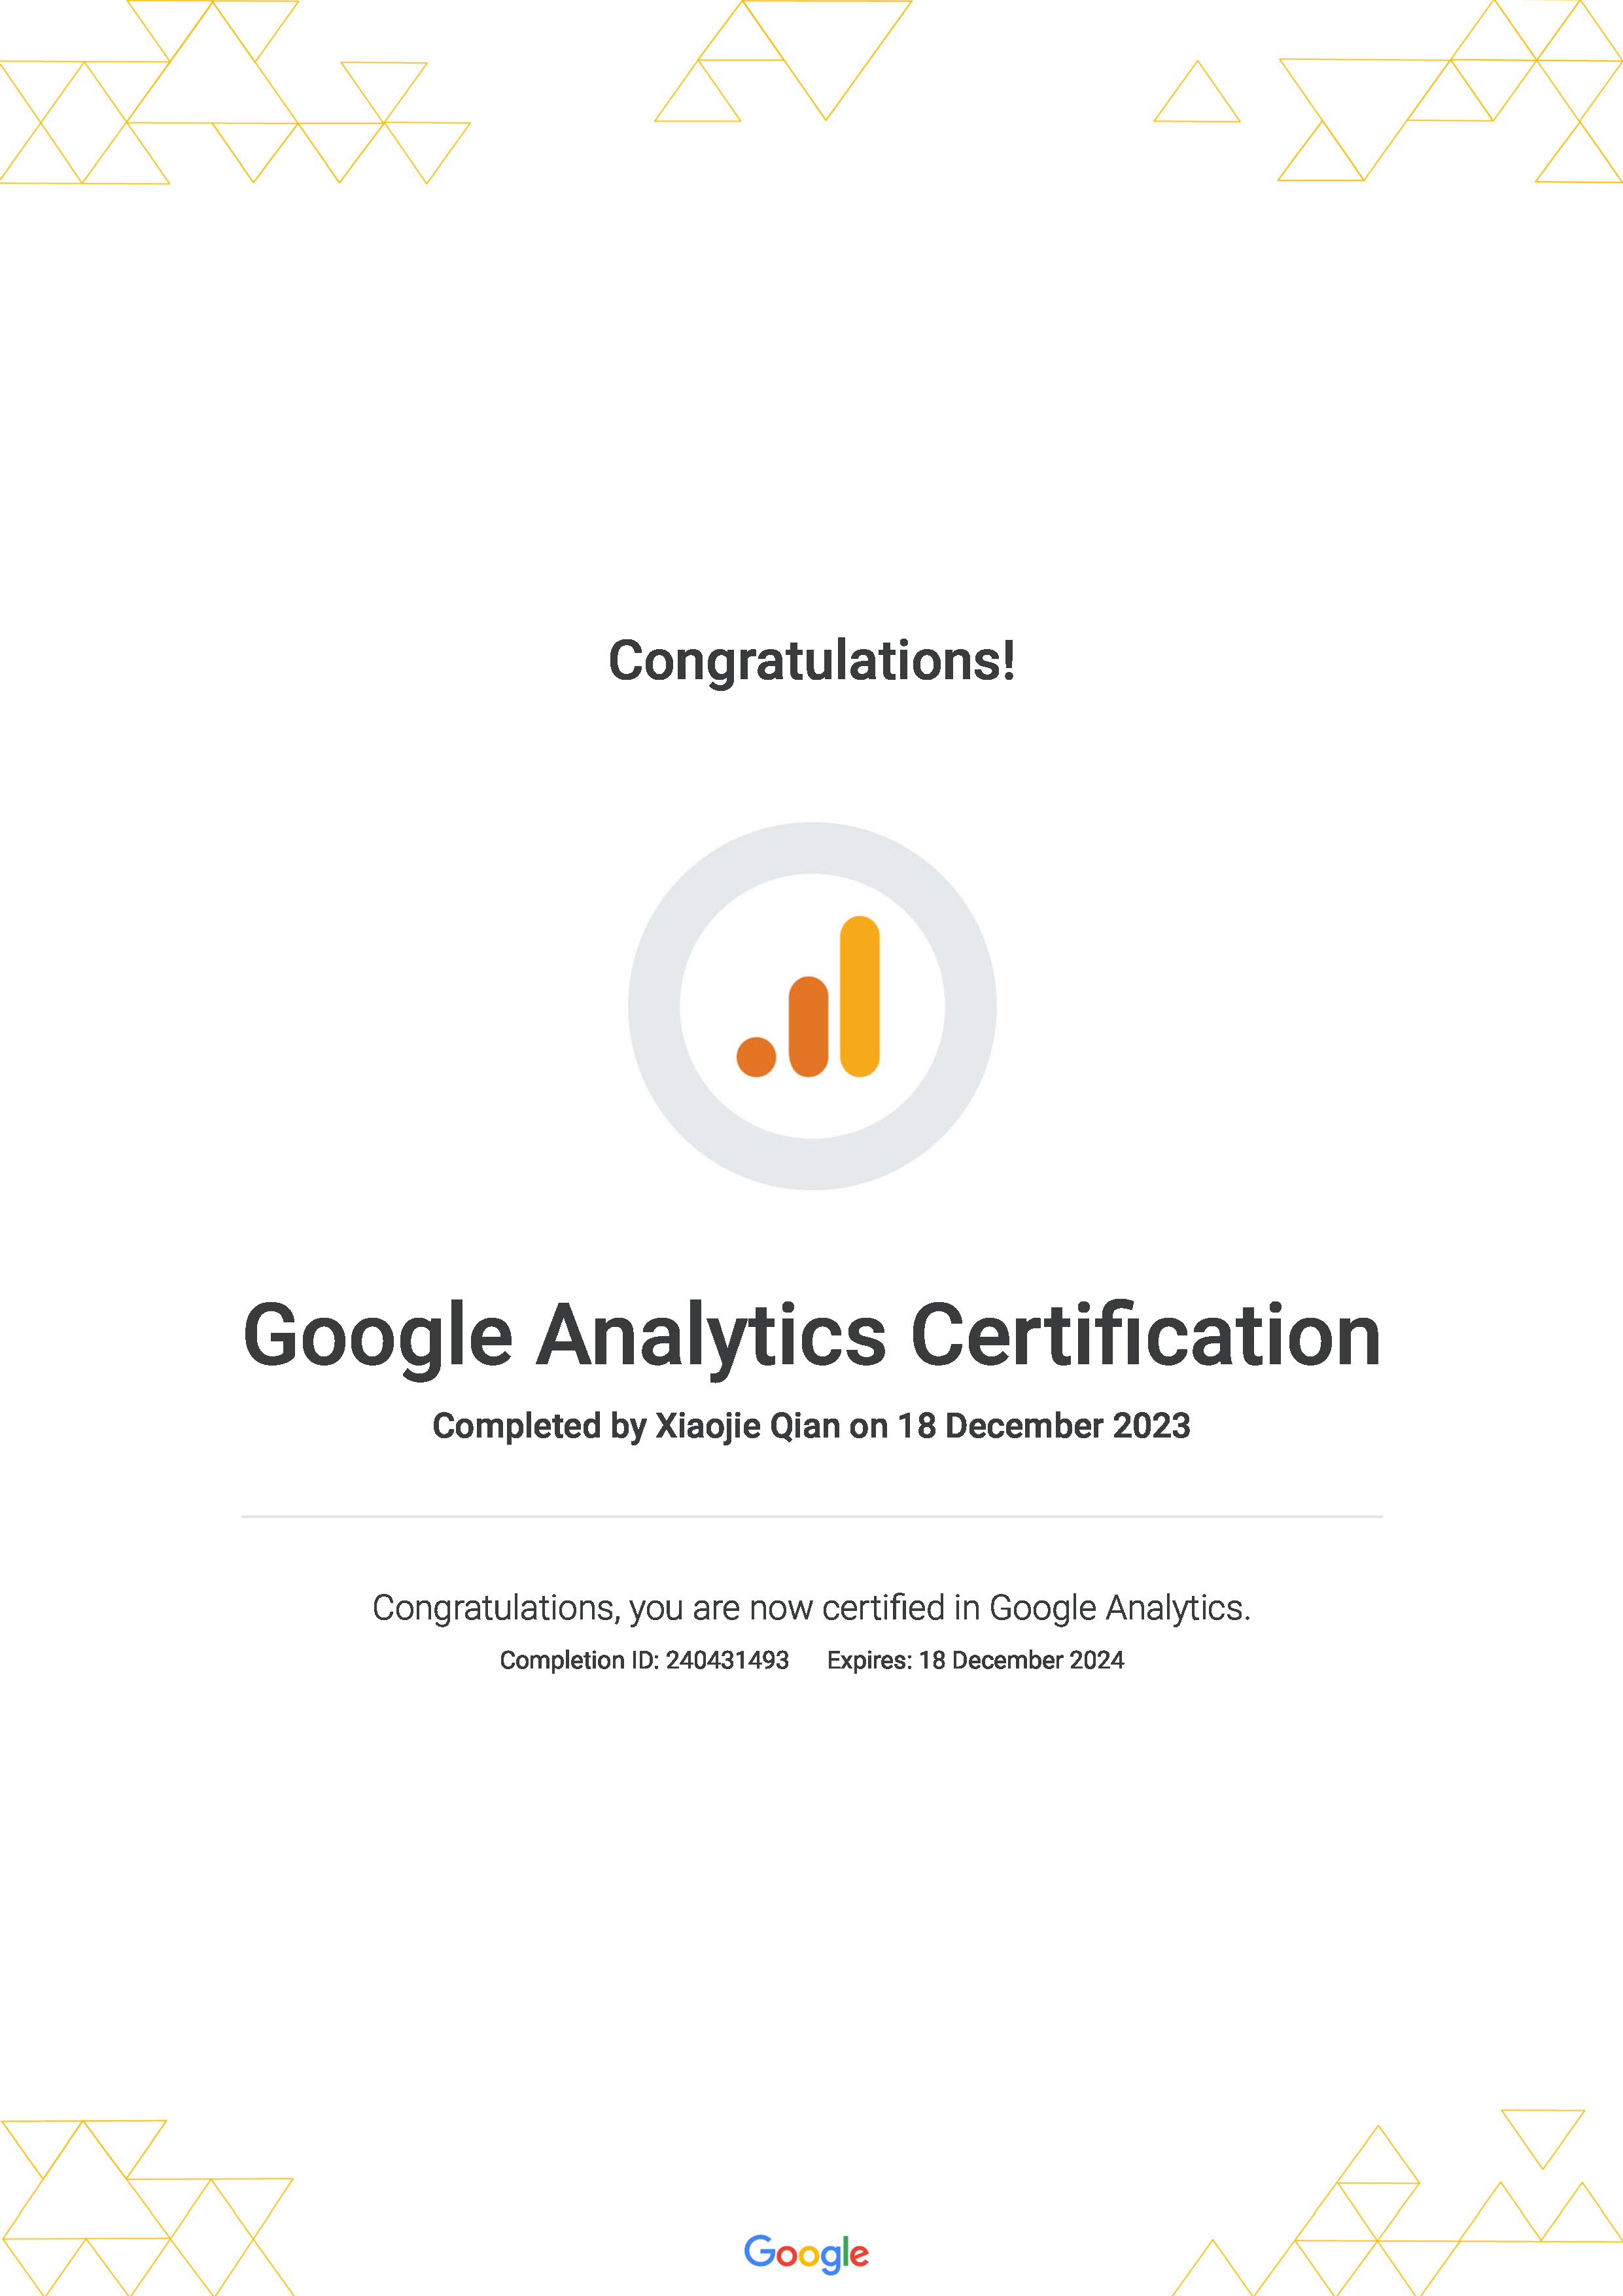 Congratulations!
Google Analytics Certification
Completed by Xiaojie Qian on 18 December 2023
Congratulations, you are now certified in Google Analytics.
Completion ID: 240431493 Expires: 18 December 2024
Google